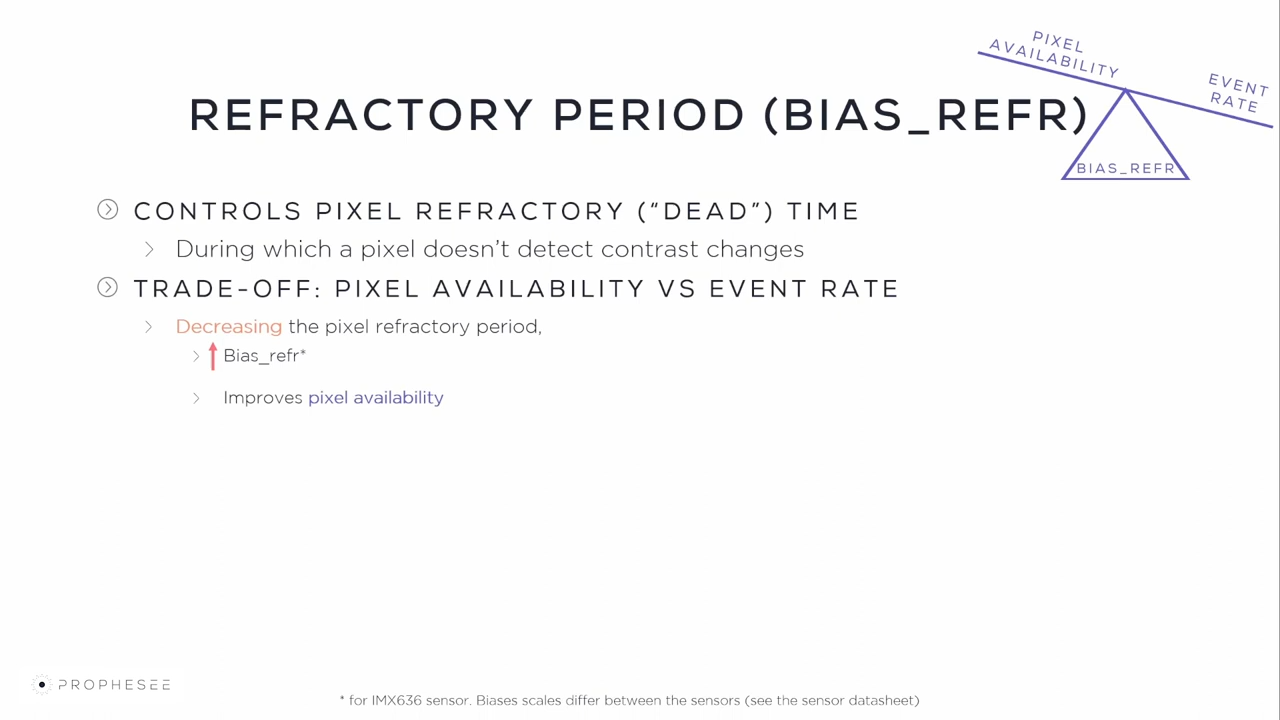 PIXEL
AVAILABILITY
EVENT
RATE
REFRACTORY PERIOD (BIAS_REFR)
BIAS_REFR
CONTROLS PIXEL REFRACTORY (“DEAD”) TIME
During which a pixel doesn’t detect contrast changes
TRADE-OFF: PIXEL AVAILABILITY VS EVENT RATE
Decreasing the pixel refractory period,
Bias_refr*
Improves pixel availability
PROPHESEE
* for IMX636 sensor. Biases scales differ between the sensors (see the sensor datasheet)